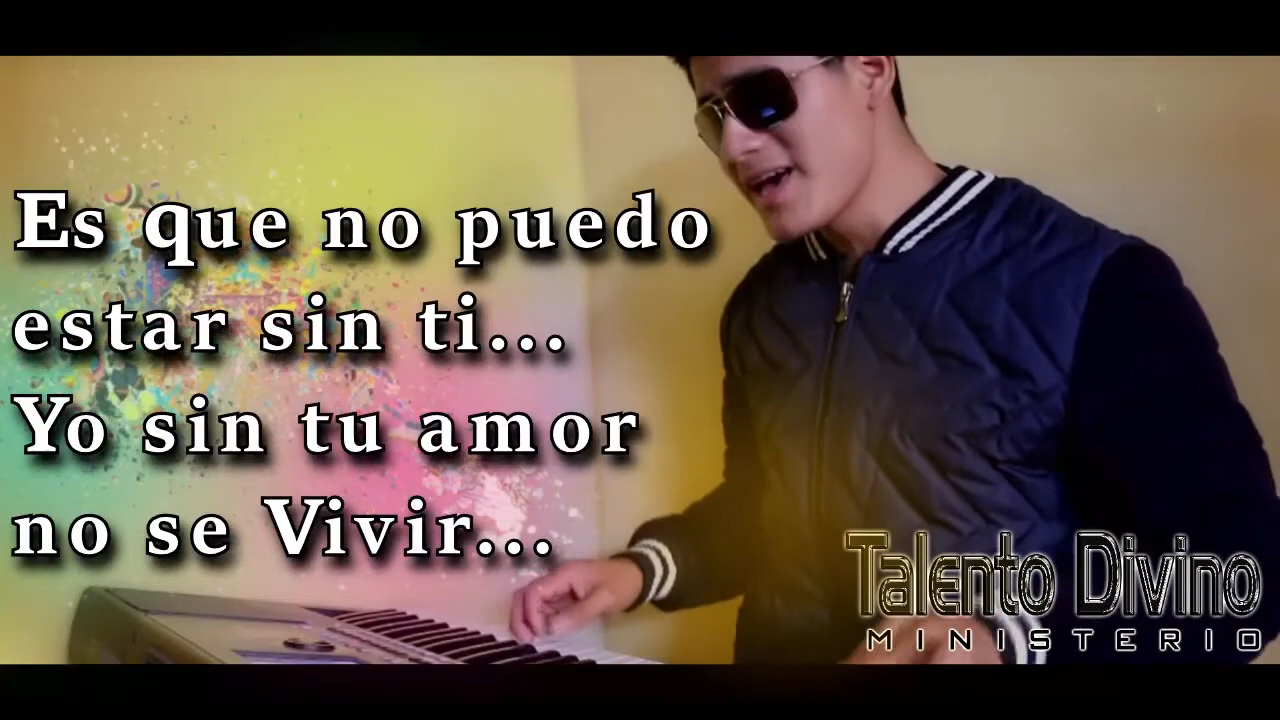 Es que no puedo
estar sin ti...
Yo sin tu amor
no se Vivir...
Talento Divino
MINISTERIO